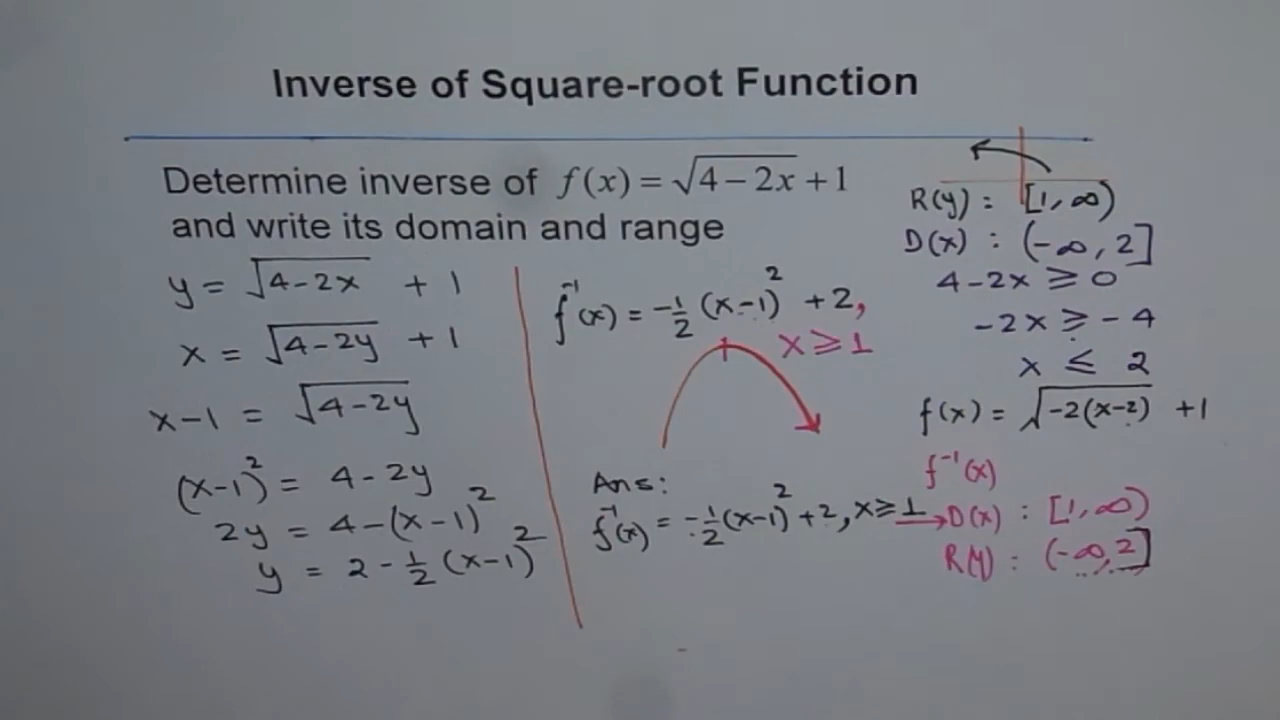 Inverse of Square-root Function
Determine inverse of f(x) = √(4 − 2x) + 1
and write its domain and range
y = √(4-2x) + 1
x = √(4-2y) + 1
x-1 = √(4-2y)
(x-1)² = 4-2y
2y = 4-(x-1)²
y = 2 - 1/2 (x-1)²
f⁻¹(x) = -1/2 (x-1)² + 2,
x ≥ 1
Ans:
f⁻¹(x) = -1/2 (x-1)² + 2, x ≥ 1
R(y) : [1, ∞)
D(x) : (-∞, 2]
4-2x ≥ 0
-2x ≥ -4
x ≤ 2
f(x) = √(-2(x-2)) + 1
f⁻¹(x)
D(x) : [1, ∞)
R(y) : (-∞, 2]